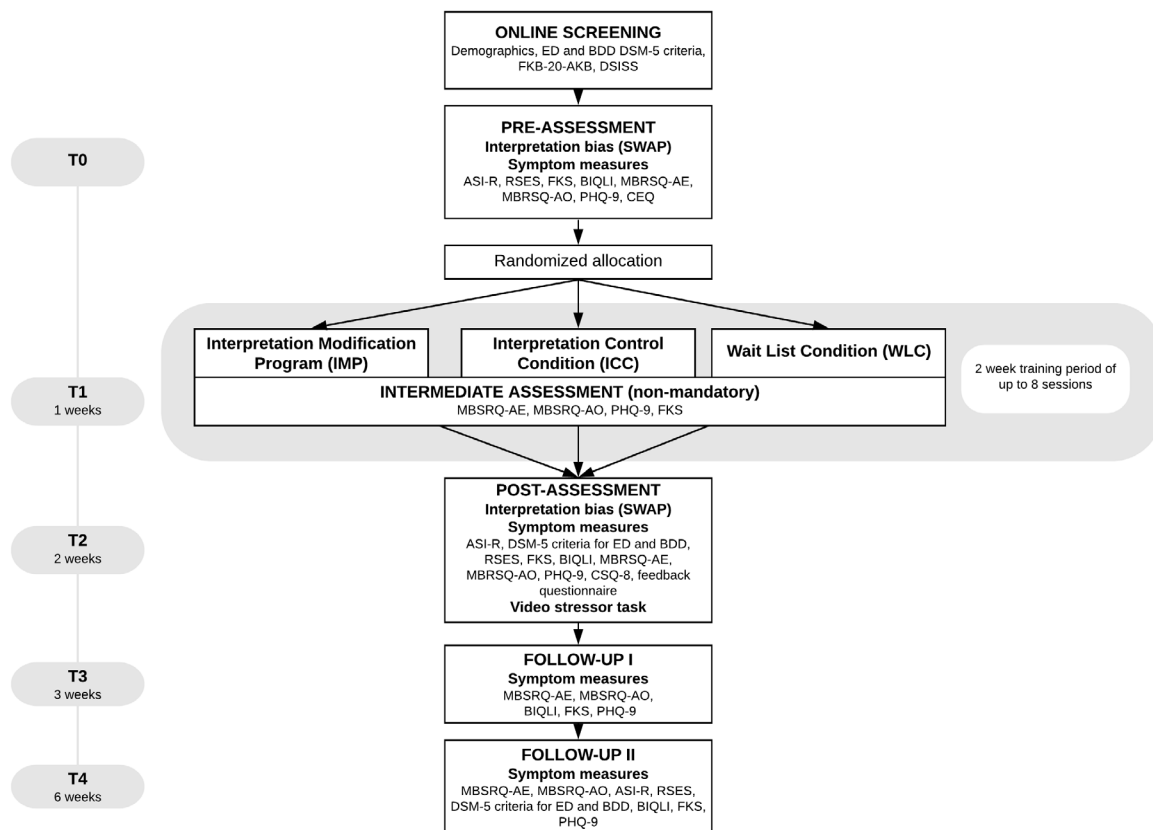 ONLINE SCREENING
Demographics, ED and BDD DSM-5 criteria,
FKB-20-AKB, DSISS
T0
PRE-ASSESSMENT
Interpretation bias (SWAP)
Symptom measures
ASI-R, RSES, FKS, BIQLI, MBRSQ-AE,
MBRSQ-AO, PHQ-9, CEQ
Randomized allocation
Interpretation Modification
Program (IMP)
Interpretation Control
Condition (ICC)
Wait List Condition (WLC)
2 week training period of
up to 8 sessions
T1
1 weeks
INTERMEDIATE ASSESSMENT (non-mandatory)
MBSRQ-AE, MBSRQ-AO, PHQ-9, FKS
T2
2 weeks
POST-ASSESSMENT
Interpretation bias (SWAP)
Symptom measures
ASI-R, DSM-5 criteria for ED and BDD,
RSES, FKS, BIQLI, MBRSQ-AE,
MBRSQ-AO, PHQ-9, CSQ-8, feedback
questionnaire
Video stressor task
T3
3 weeks
FOLLOW-UP I
Symptom measures
MBSRQ-AE, MBSRQ-AO,
BIQLI, FKS, PHQ-9
T4
6 weeks
FOLLOW-UP II
Symptom measures
MBSRQ-AE, MBSRQ-AO, ASI-R, RSES,
DSM-5 criteria for ED and BDD, BIQLI, FKS,
PHQ-9